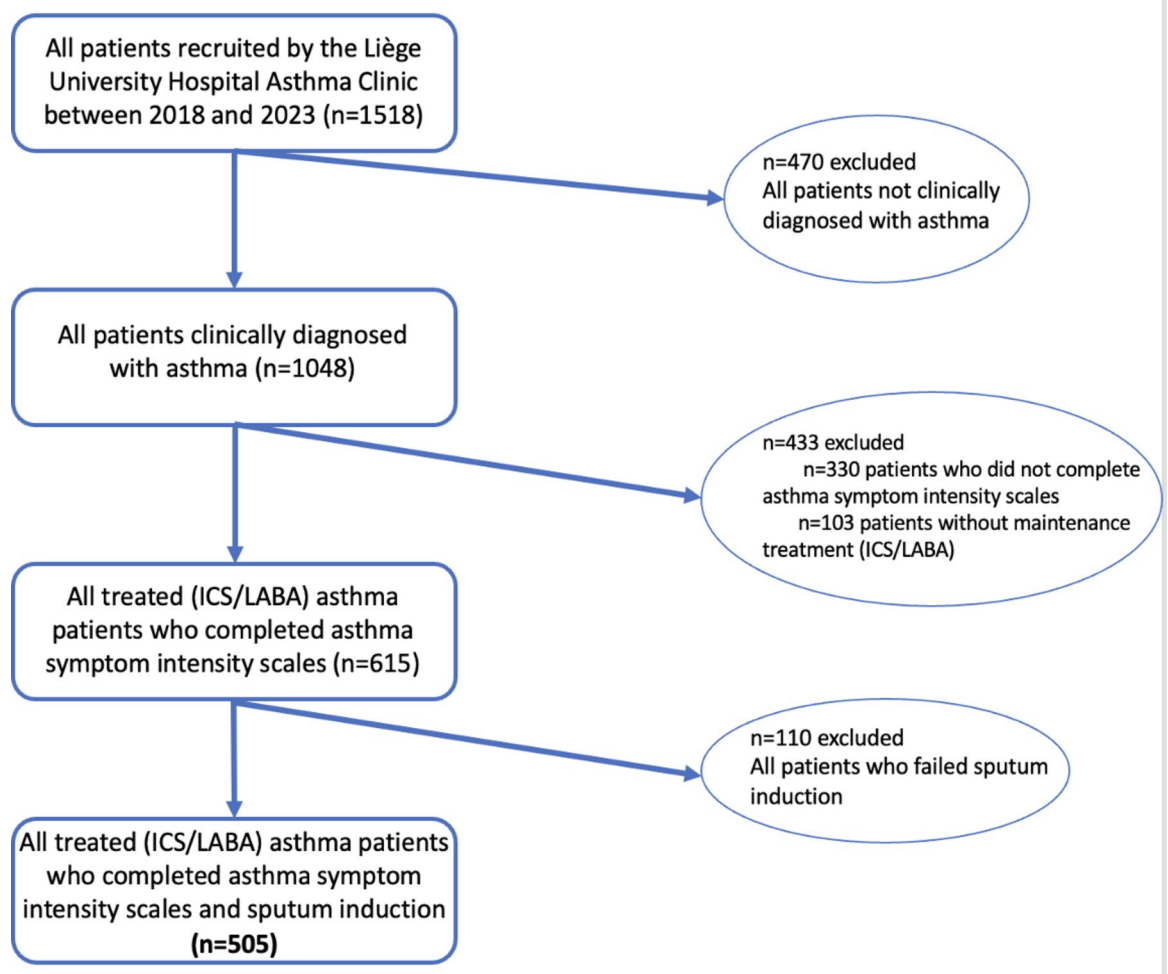 All patients recruited by the Liège
University Hospital Asthma Clinic
between 2018 and 2023 (n=1518)
n=470 excluded
All patients not clinically
diagnosed with asthma
All patients clinically diagnosed
with asthma (n=1048)
n=433 excluded
n=330 patients who did not complete
asthma symptom intensity scales
n=103 patients without maintenance
treatment (ICS/LABA)
All treated (ICS/LABA) asthma
patients who completed asthma
symptom intensity scales (n=615)
n=110 excluded
All patients who failed sputum
induction
All treated (ICS/LABA) asthma patients
who completed asthma symptom
intensity scales and sputum induction
(n=505)